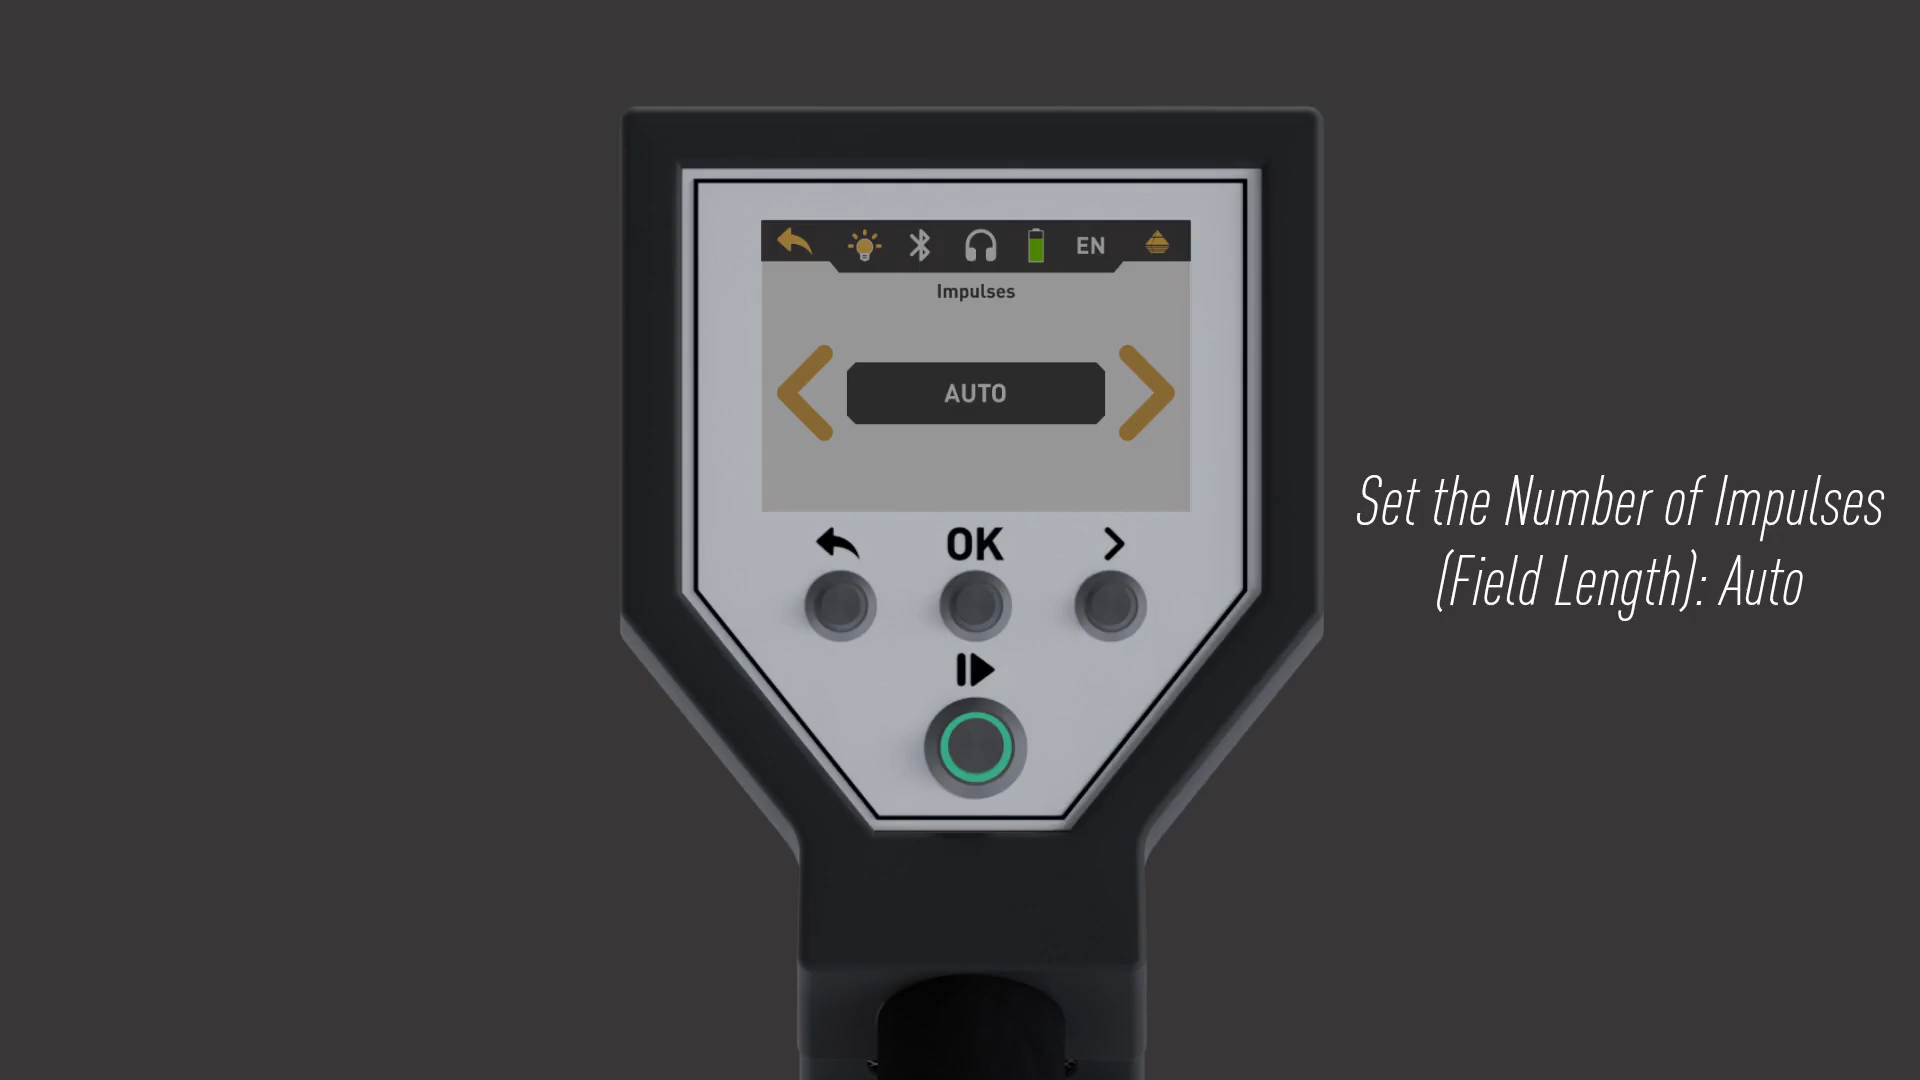 EN
Impulses
AUTO
OK
Set the Number of Impulses
(Field Length): Auto